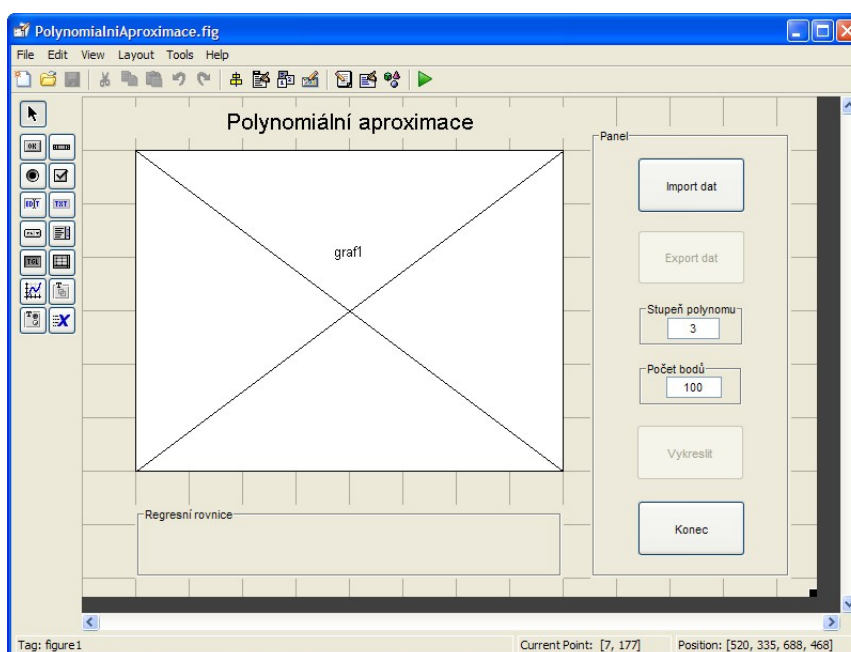 PolynomialniAproximace.fig
File Edit View Layout Tools Help
Polynomiální aproximace
Panel
Import dat
graf1
Export dat
Stupeň polynomu
3
Počet bodů
100
Vykreslit
Regresní rovnice
Konec
Tag: figure1 Current Point: [7, 177] Position: [520, 335, 688, 468]